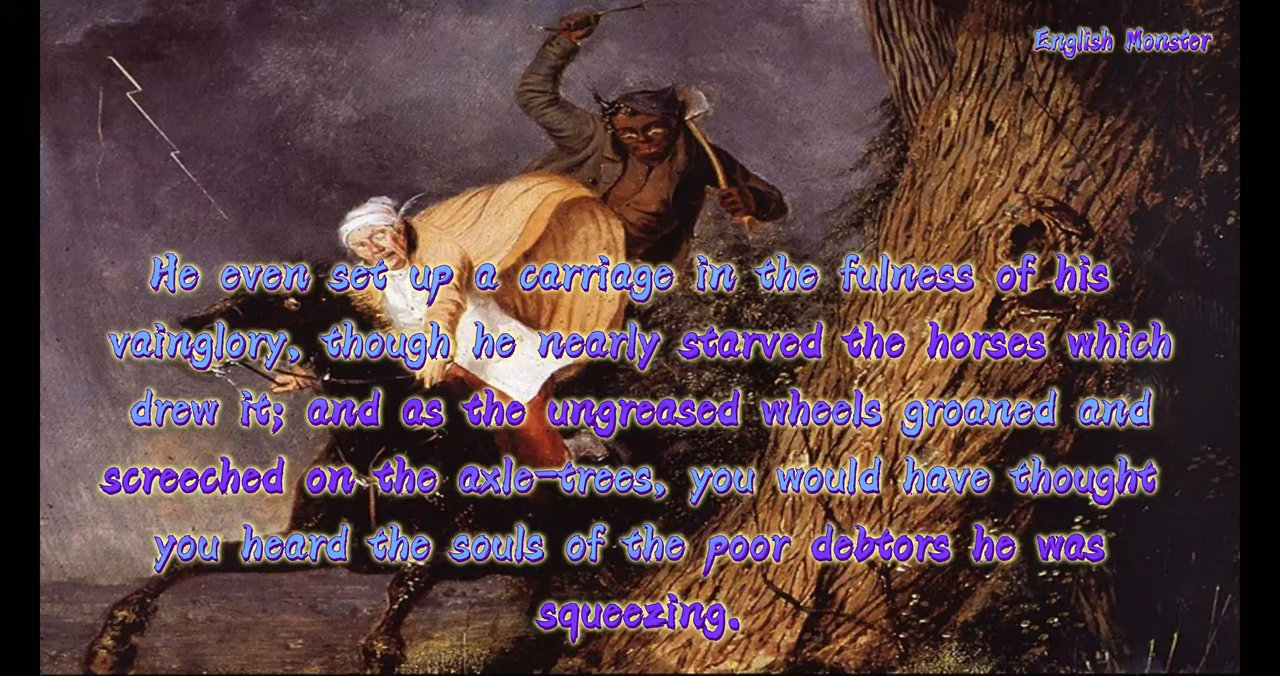 English Monster
He even set up a carriage in the fulness of his
vainglory, though he nearly starved the horses which
drew it; and as the ungreased wheels groaned and
screeched on the axle-trees, you would have thought
you heard the souls of the poor debtors he was
squeezing.